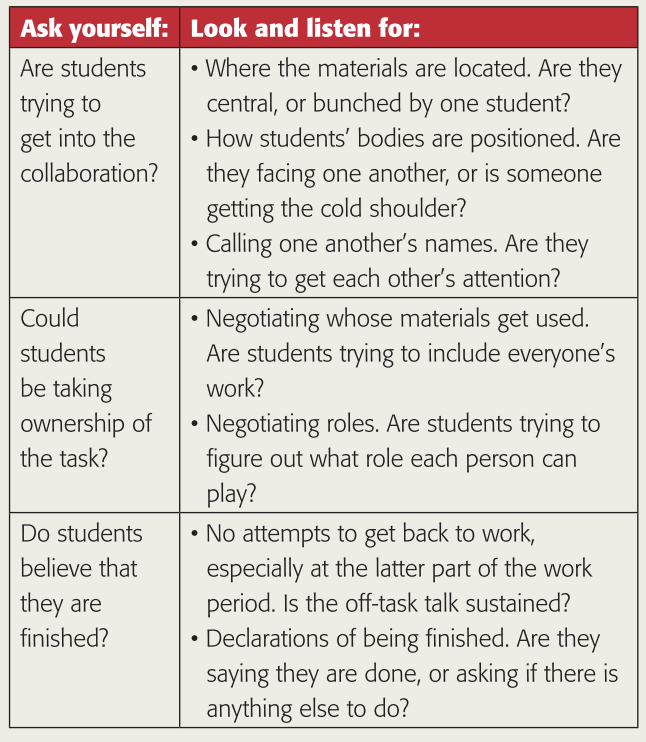 Ask yourself:
Look and listen for:
Are students
trying to
get into the
collaboration?
• Where the materials are located. Are they
central, or bunched by one student?
• How students’ bodies are positioned. Are
they facing one another, or is someone
getting the cold shoulder?
• Calling one another’s names. Are they
trying to get each other’s attention?
Could
students
be taking
ownership of
the task?
• Negotiating whose materials get used.
Are students trying to include everyone’s
work?
• Negotiating roles. Are students trying to
figure out what role each person can
play?
Do students
believe that
they are
finished?
• No attempts to get back to work,
especially at the latter part of the work
period. Is the off-task talk sustained?
• Declarations of being finished. Are they
saying they are done, or asking if there is
anything else to do?